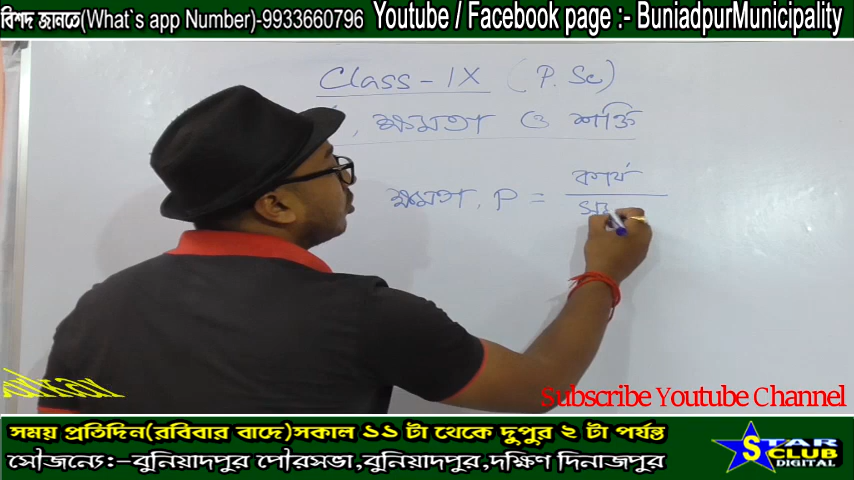 বিশদ জানতে(What`s app Number)-9933660796 Youtube / Facebook page :- BuniadpurMunicipality
Class - IX (P. Sc)
, ক্ষমতা ও শক্তি
ক্ষমতা, P = কার্য
Subscribe Youtube Channel
সময় প্রতিদিন(রবিবার বাদে)সকাল ১১ টা থেকে দুপুর ২ টা পর্যন্ত
সৌজন্যে:-বুনিয়াদপুর পৌরসভা,বুনিয়াদপুর,দক্ষিণ দিনাজপুর
STAR
CLUB
DIGITAL